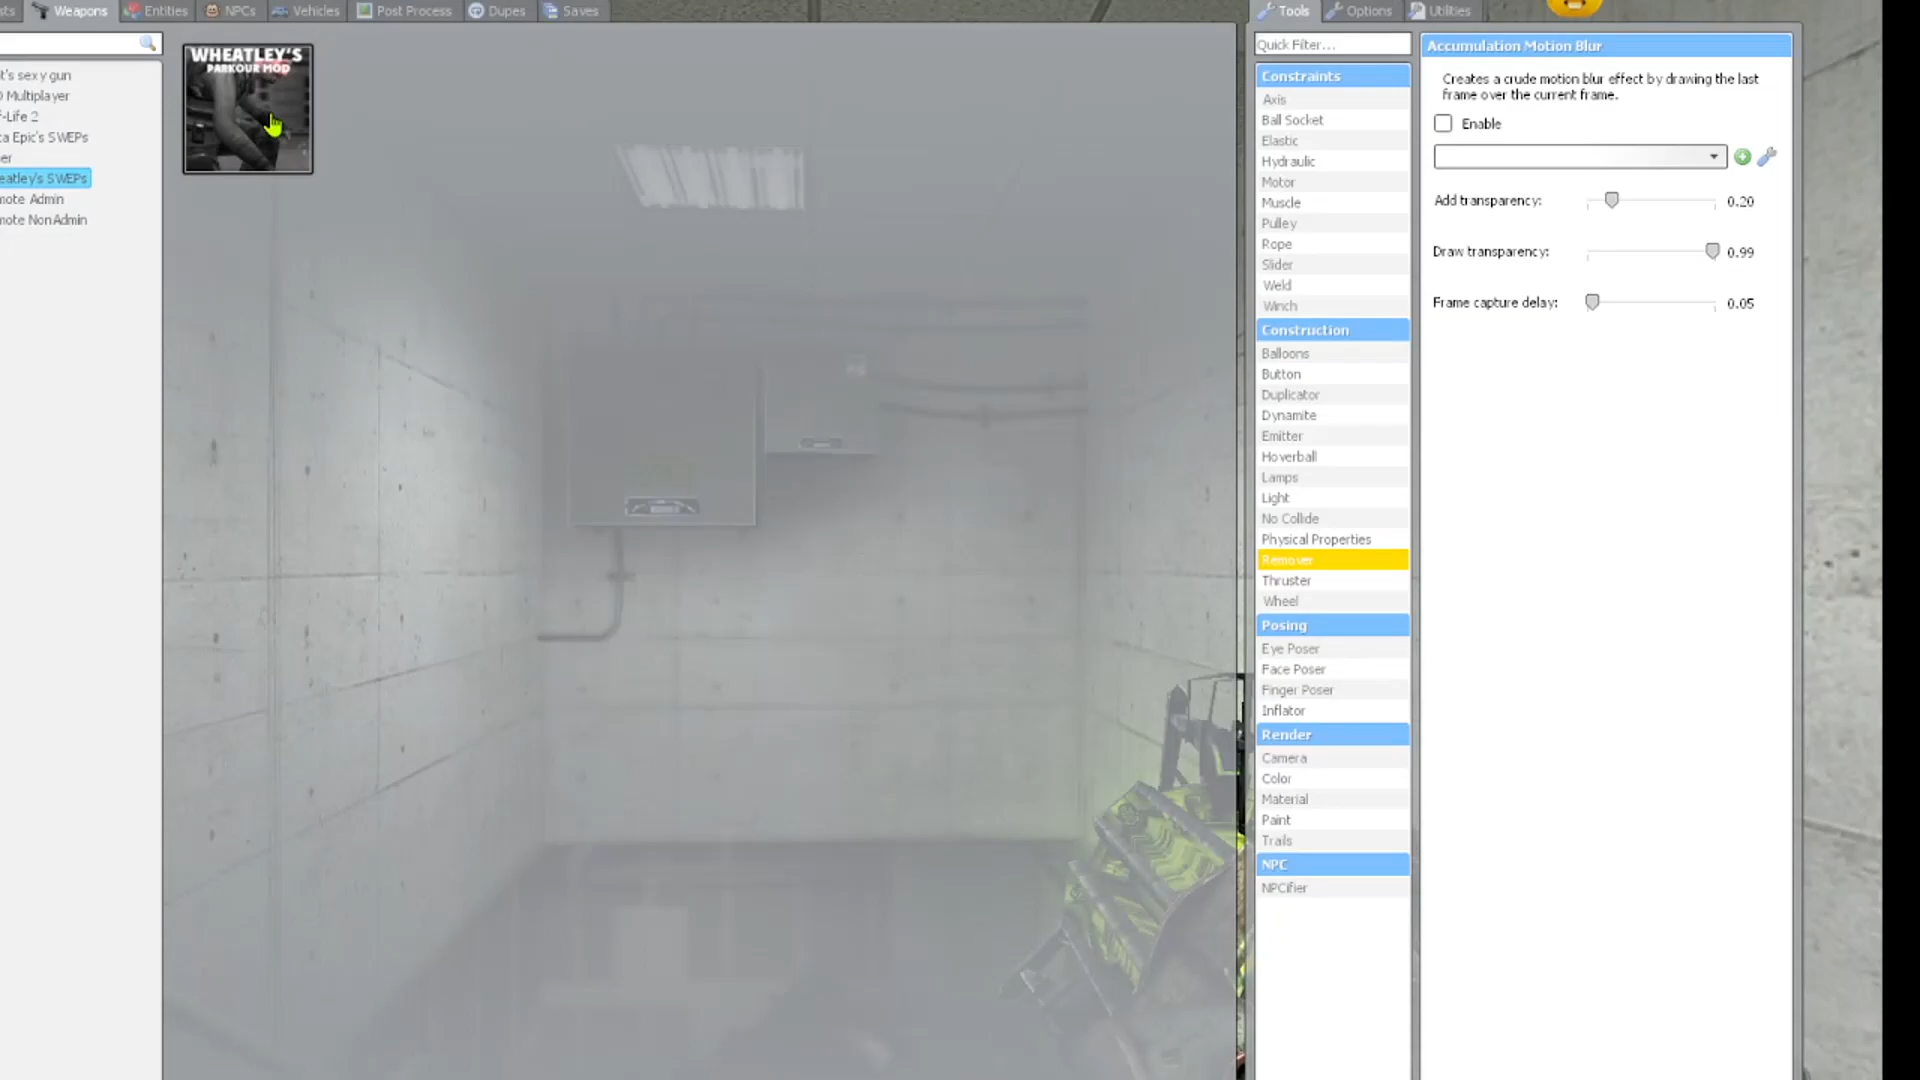 sts Weapons Entities NPCs Vehicles Post Process Dupes Saves
Tools Options Utilities
t's sexy gun
Multiplayer
f-Life 2
ca Epic's SWEPs
er
eatley's SWEPs
mote Admin
mote NonAdmin
WHEATLEY'S
PARKOUR MOD
Quick Filter...
Constraints
Axis
Ball Socket
Elastic
Hydraulic
Motor
Muscle
Pulley
Rope
Slider
Weld
Winch
Construction
Balloons
Button
Duplicator
Dynamite
Emitter
Hoverball
Lamps
Light
No Collide
Physical Properties
Remover
Thruster
Wheel
Posing
Eye Poser
Face Poser
Finger Poser
Inflator
Render
Camera
Color
Material
Paint
Trails
NPC
NPCifier
Accumulation Motion Blur
Creates a crude motion blur effect by drawing the last
frame over the current frame.
Enable
Add transparency: 0.20
Draw transparency: 0.99
Frame capture delay: 0.05